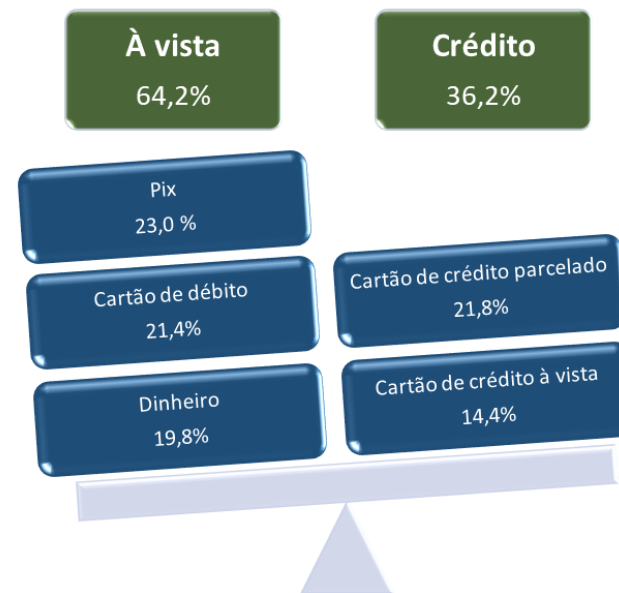 À vista
64,2%
Crédito
36,2%
Pix
23,0 %
Cartão de débito
21,4%
Dinheiro
19,8%
Cartão de crédito parcelado
21,8%
Cartão de crédito à vista
14,4%